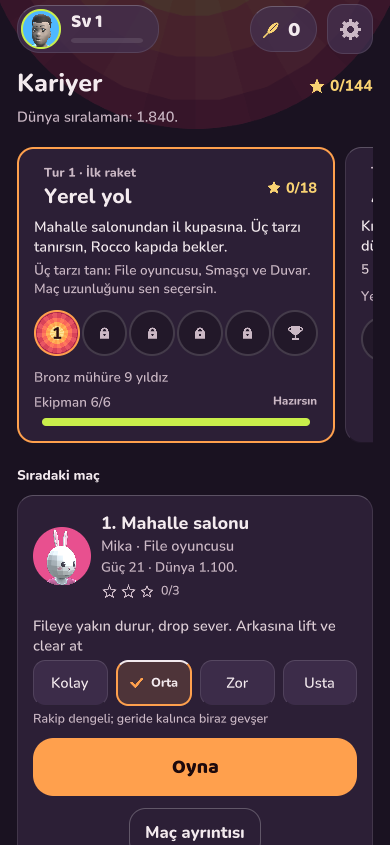 Sv 1
0
Kariyer
0/144
Dünya sıralaman: 1.840.
Tur 1 · İlk raket
Yerel yol
0/18
Mahalle salonundan il kupasına. Üç tarzı
tanırsın, Rocco kapıda bekler.
Üç tarzı tanı: File oyuncusu, Smaşçı ve Duvar.
Maç uzunluğunu sen seçersin.
1
Bronz mühüre 9 yıldız
Ekipman 6/6
Hazırsın
5
Sıradaki maç
1. Mahalle salonu
Mika · File oyuncusu
Güç 21 · Dünya 1.100.
0/3
Fileye yakın durur, drop sever. Arkasına lift ve
clear at
Kolay
Orta
Zor
Usta
Rakip dengeli; geride kalınca biraz gevşer
Oyna
Maç ayrıntısı